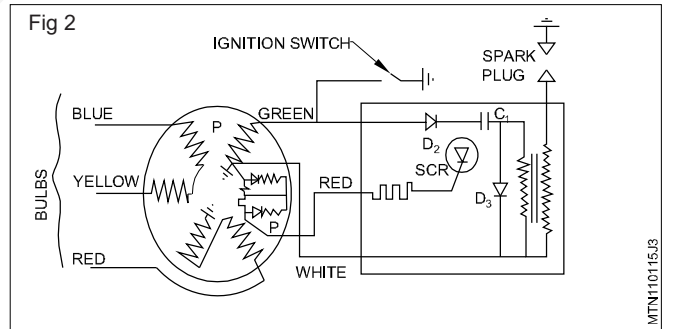 Fig 2
IGNITION SWITCH
SPARK
PLUG
BLUE
P
GREEN
C1
D2
SCR
YELLOW
RED
D3
BULBS
P
RED
WHITE
MTN110115J3